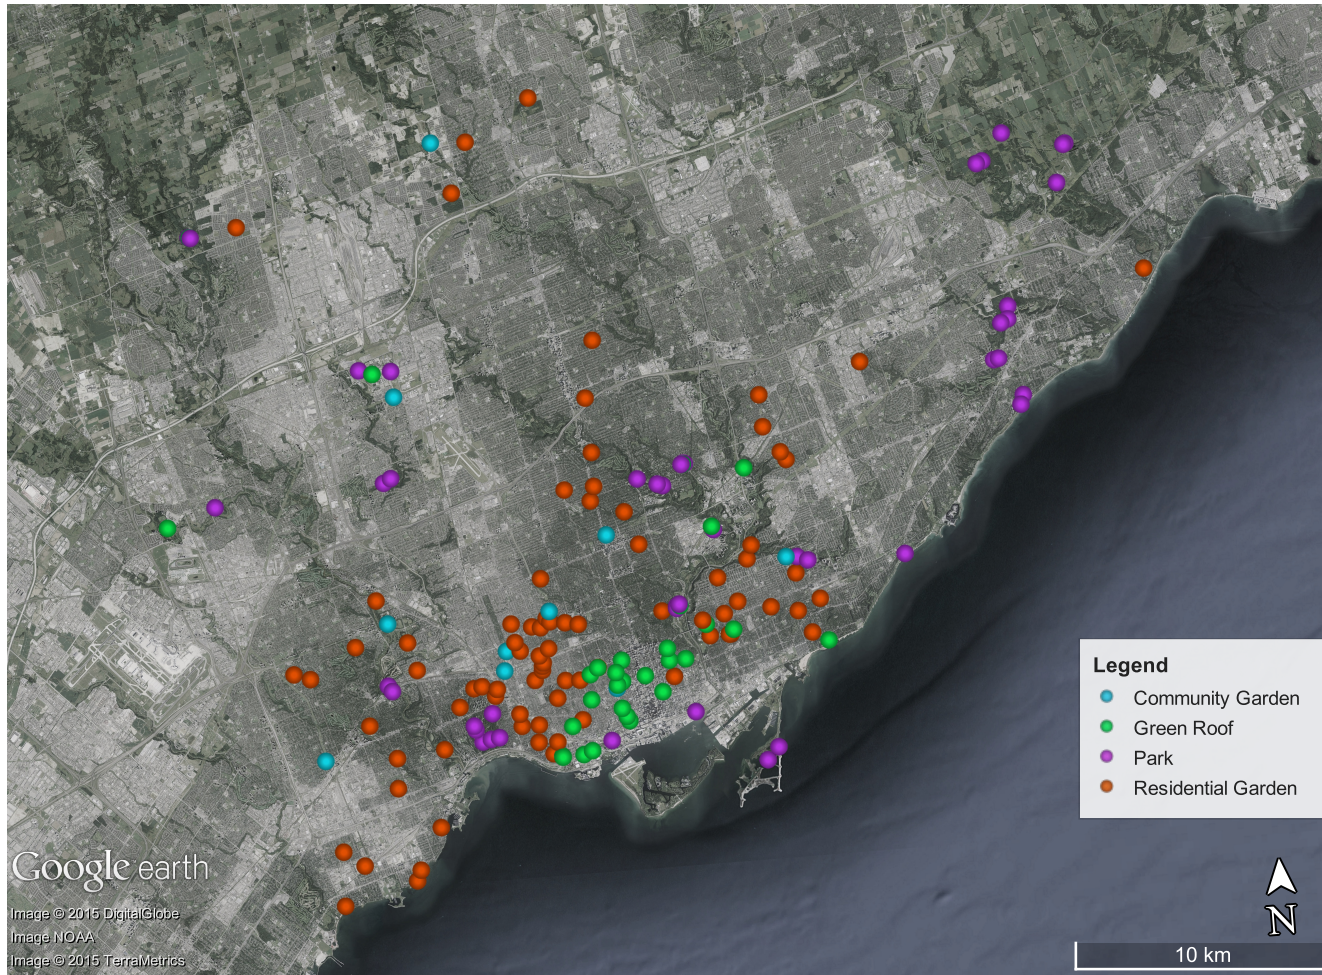 Legend
Community Garden
Green Roof
Park
Residential Garden
Google earth
Image © 2015 DigitalGlobe
Image NOAA
Image © 2015 TerraMetrics
N
10 km